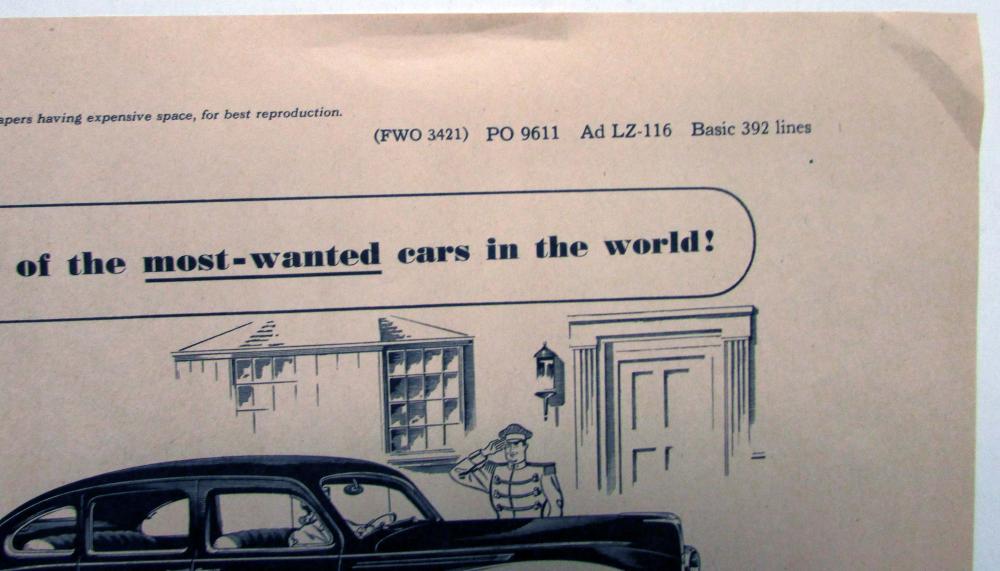 apers having expensive space, for best reproduction.
(FWO 3421) PO 9611 Ad LZ-116 Basic 392 lines
of the most-wanted cars in the world!